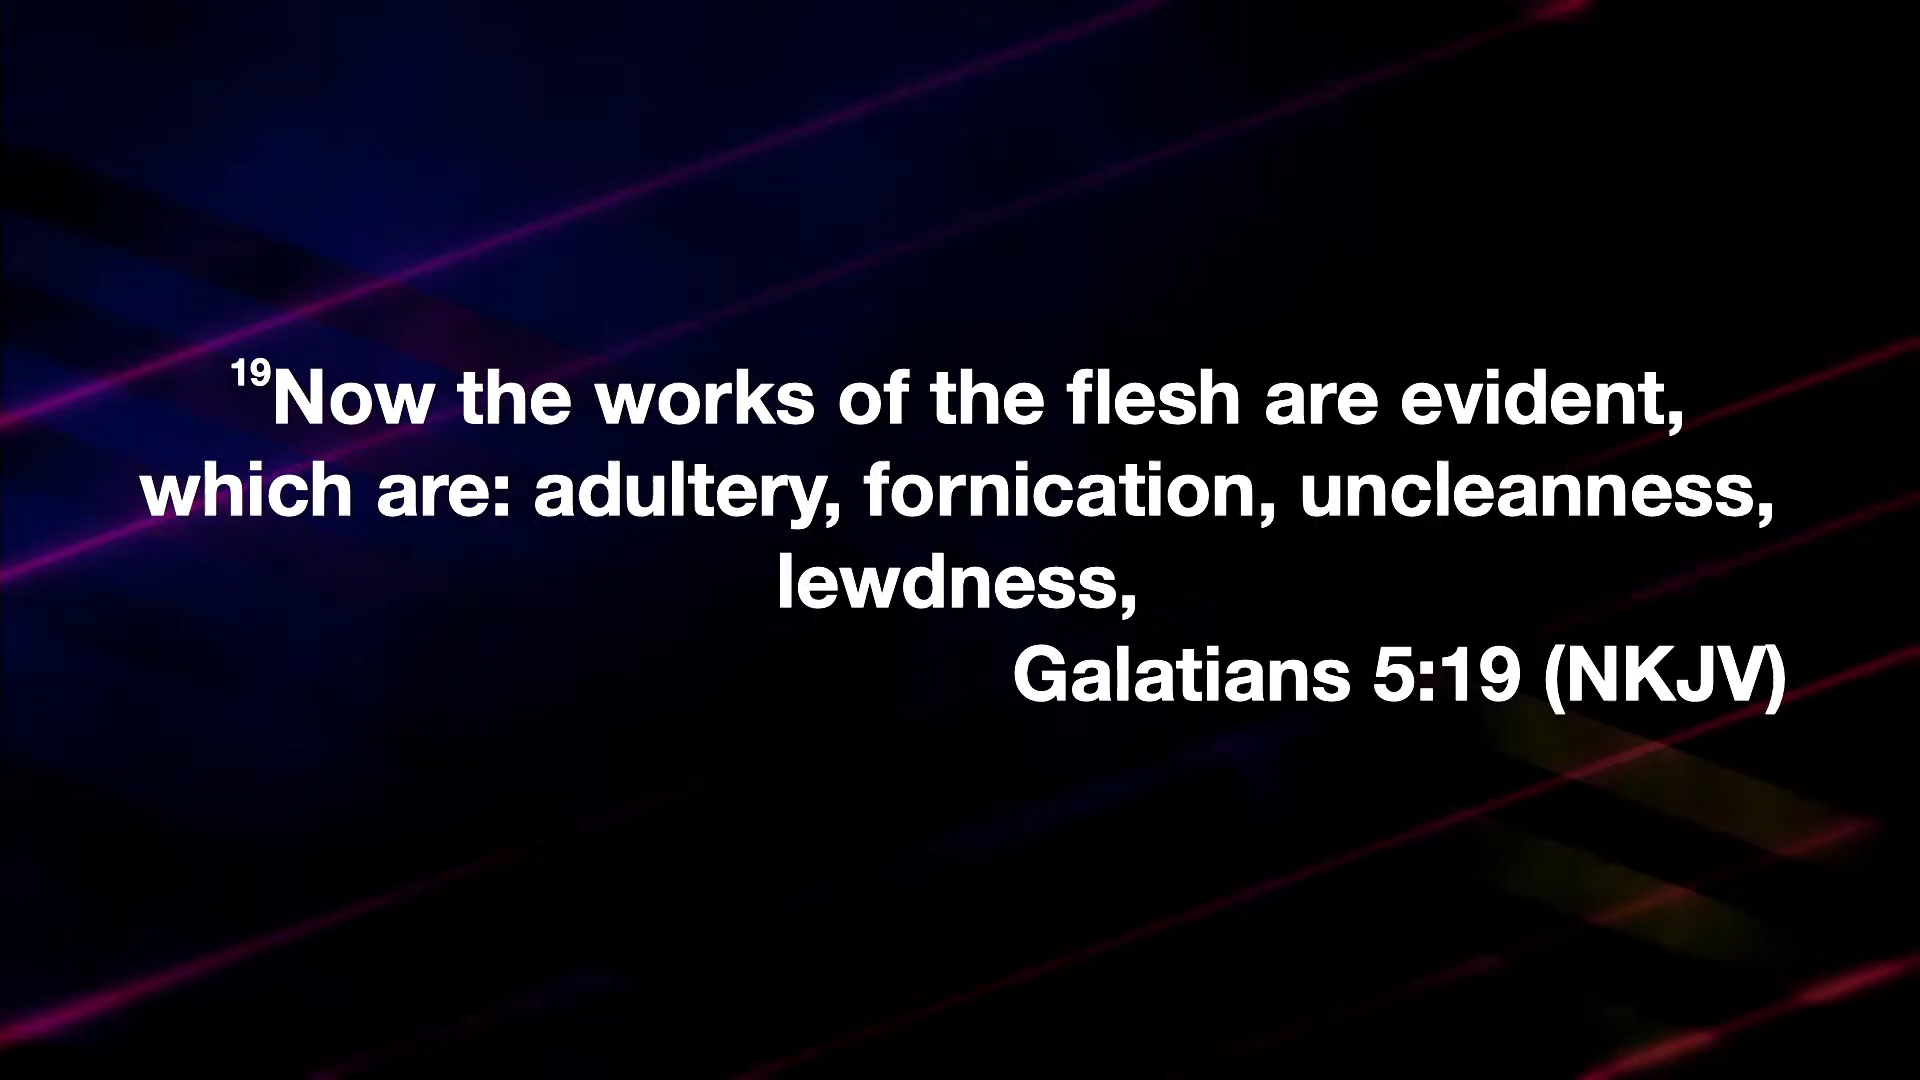 19Now the works of the flesh are evident,
which are: adultery, fornication, uncleanness,
lewdness,
Galatians 5:19 (NKJV)